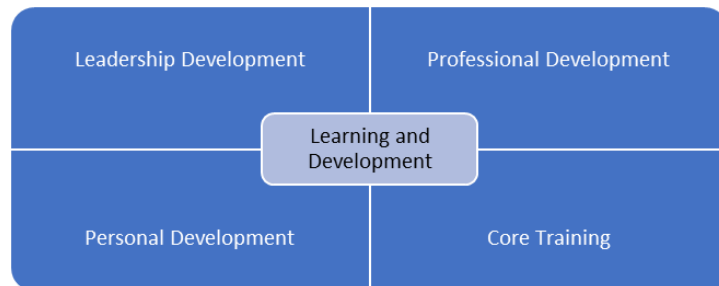 Leadership Development
Professional Development
Learning and
Development
Personal Development
Core Training